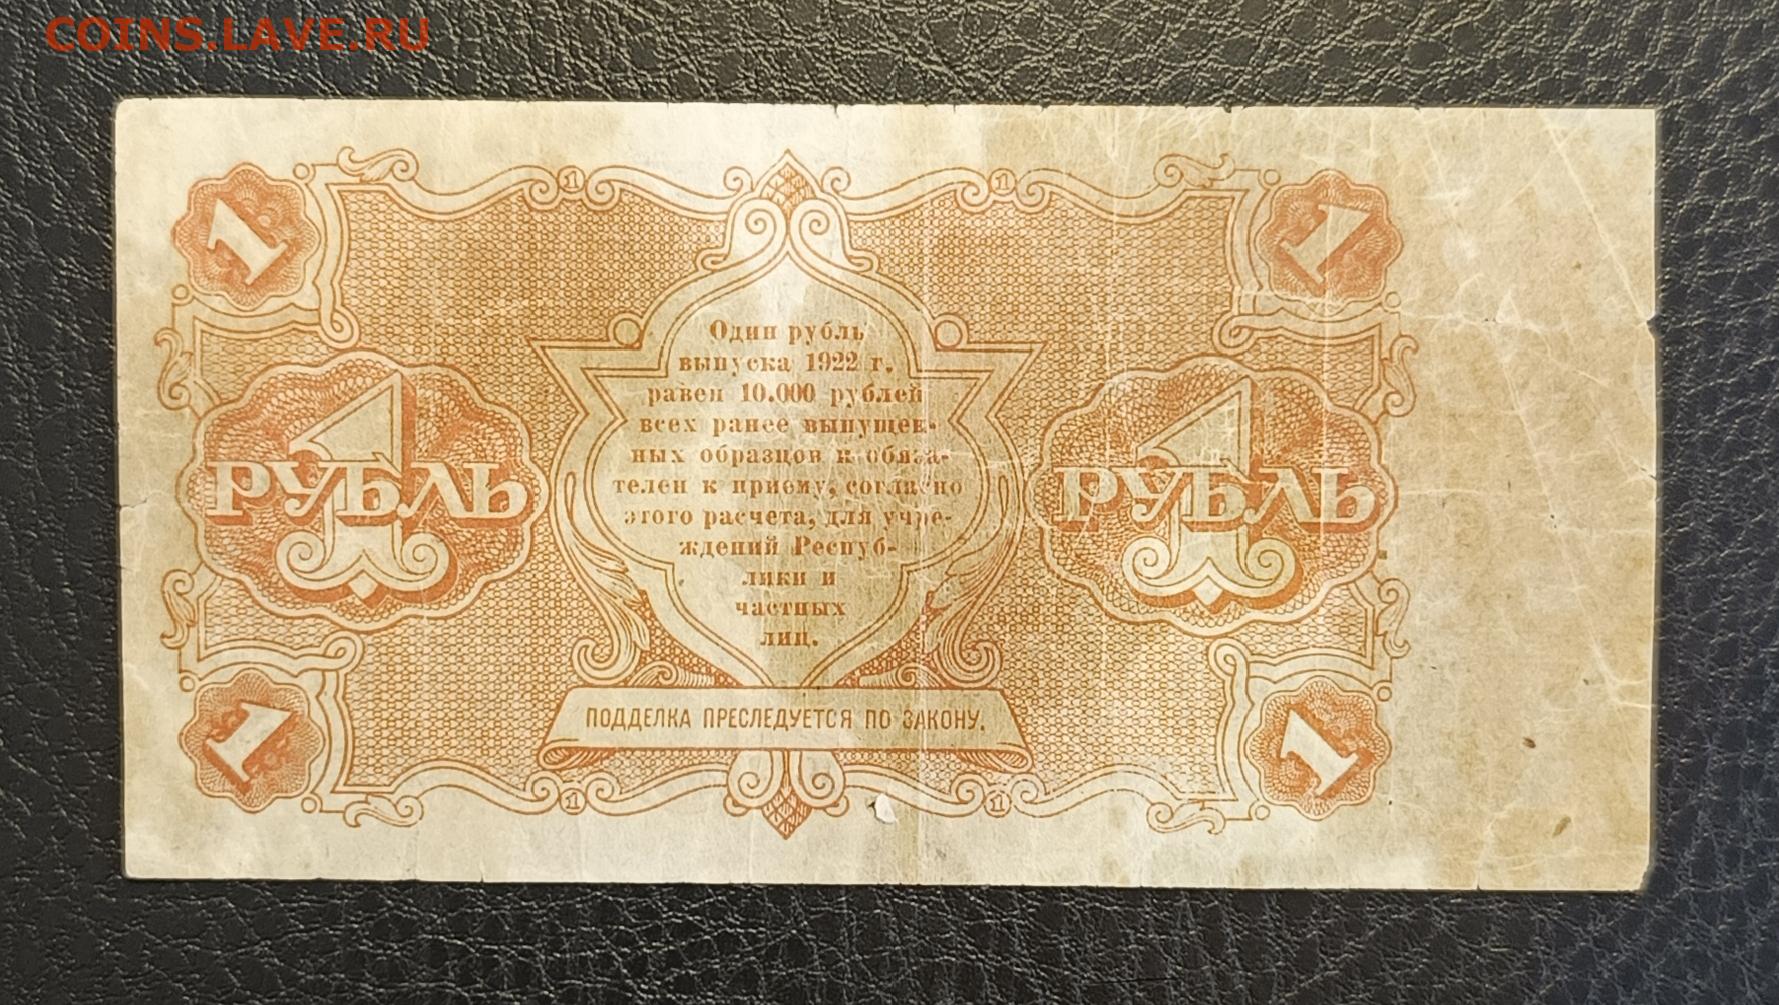 COINS.LAVE.RU
1
1
1
1
Один рубль
выпуска 1922 г.
равен 10.000 рублей
всех ранее выпущен-
ных образцов и обяза-
телен к приему, согласно
этого расчета, для учре-
ждений Респуб-
лики и
частных
лиц.
1
РУБЛЬ
1
РУБЛЬ
ПОДДЕЛКА ПРЕСЛЕДУЕТСЯ ПО ЗАКОНУ.
1
1
1
1